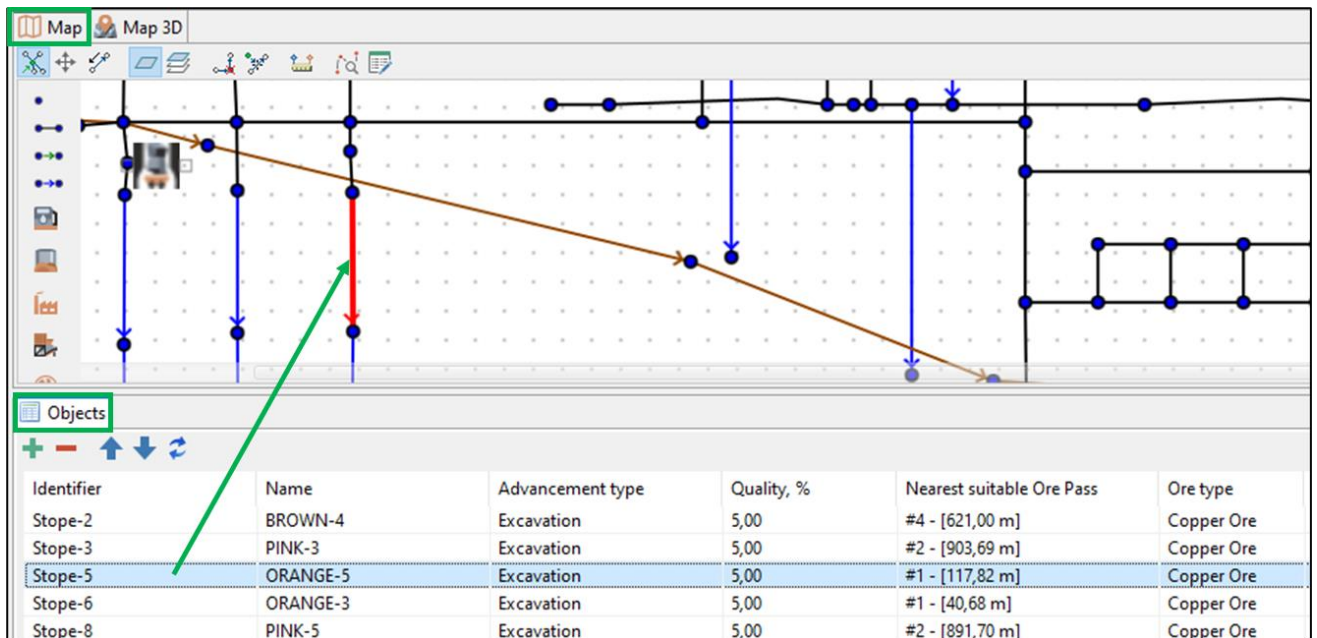 Map Map 3D
Objects
Identifier Name Advancement type Quality, % Nearest suitable Ore Pass Ore type
Stope-2 BROWN-4 Excavation 5,00 #4 - [621,00 m] Copper Ore
Stope-3 PINK-3 Excavation 5,00 #2 - [903,69 m] Copper Ore
Stope-5 ORANGE-5 Excavation 5,00 #1 - [117,82 m] Copper Ore
Stope-6 ORANGE-3 Excavation 5,00 #1 - [40,68 m] Copper Ore
Stope-8 PINK-5 Excavation 5,00 #2 - [891,70 m] Copper Ore